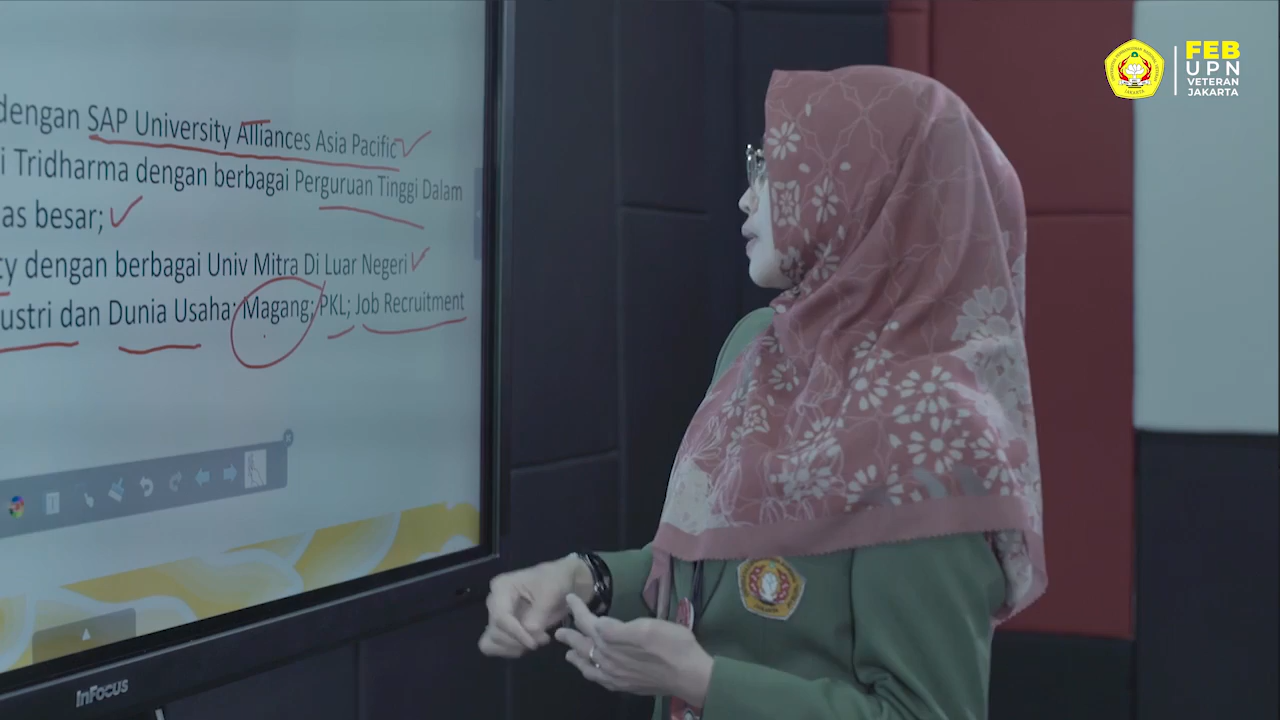 dengan SAP University Alliances Asia Pacific
i Tridharma dengan berbagai Perguruan Tinggi Dalam
as besar;
ty dengan berbagai Univ Mitra Di Luar Negeri
ustri dan Dunia Usaha; Magang; PKL; Job Recruitment
InFocus
FEB
UPN
VETERAN
JAKARTA
JAKARTA